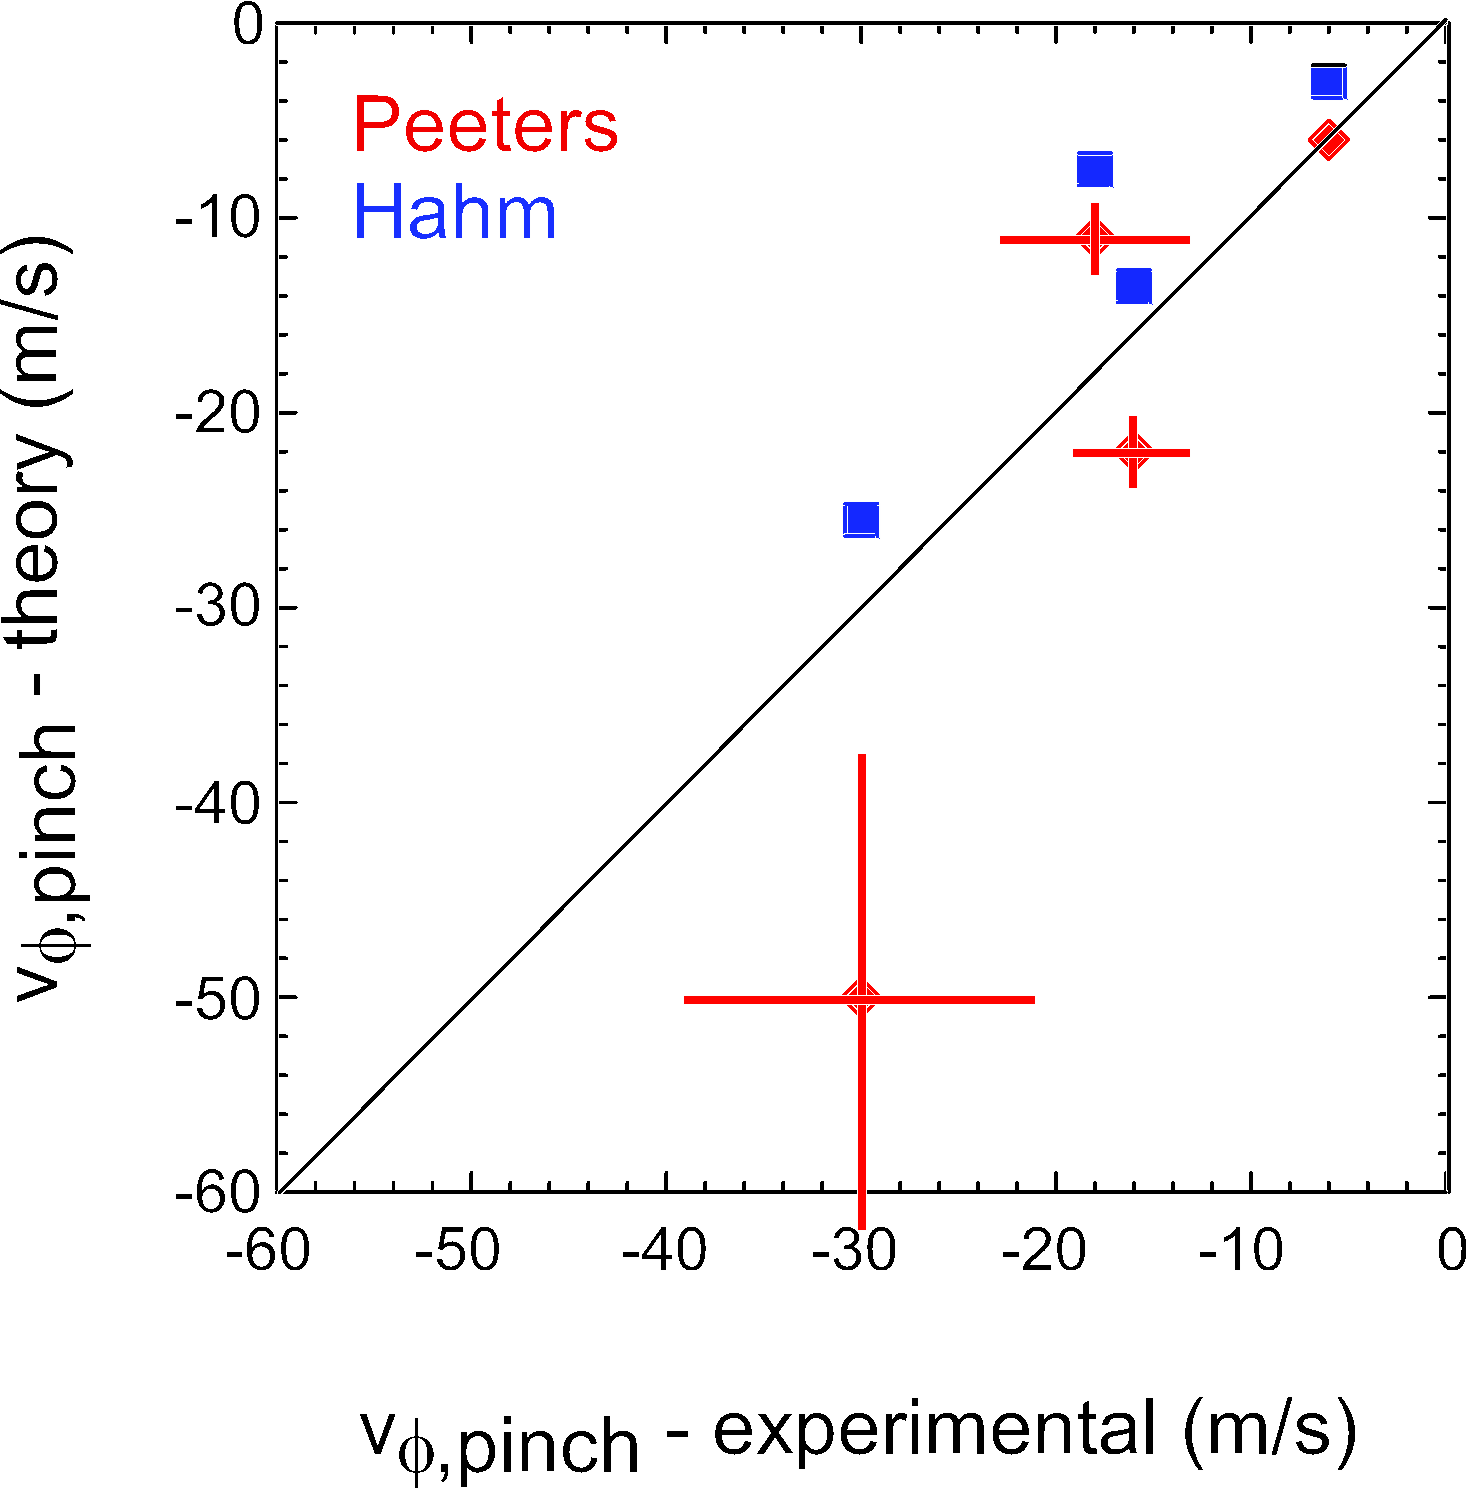 0
-10
-20
-30
-40
-50
-60
Peeters
Hahm
vϕ,pinch - theory (m/s)
-60 -50 -40 -30 -20 -10 0
vϕ,pinch - experimental (m/s)